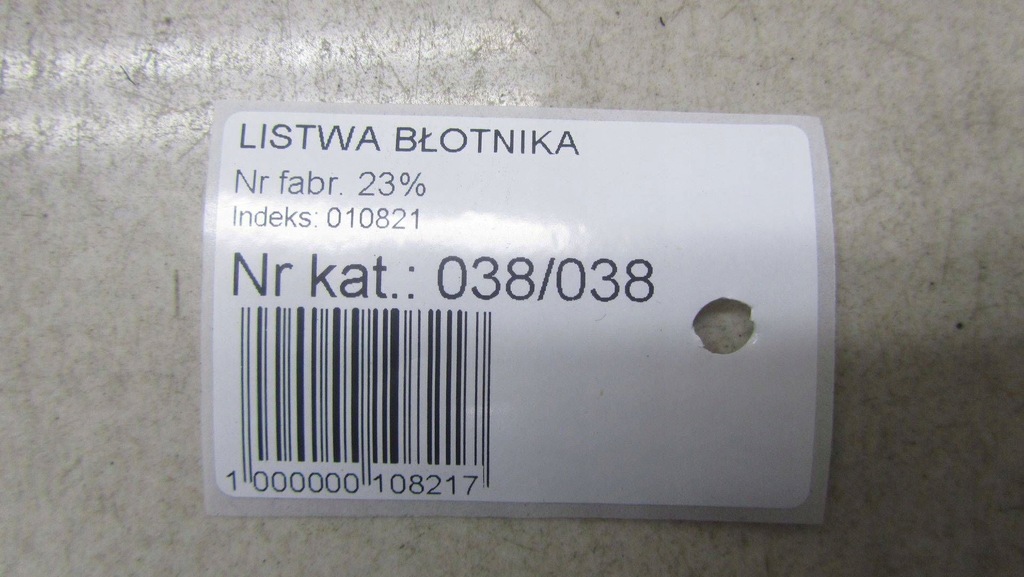 LISTWA BŁOTNIKA
Nr fabr. 23%
Indeks: 010821
Nr kat.: 038/038
1 000000 108217